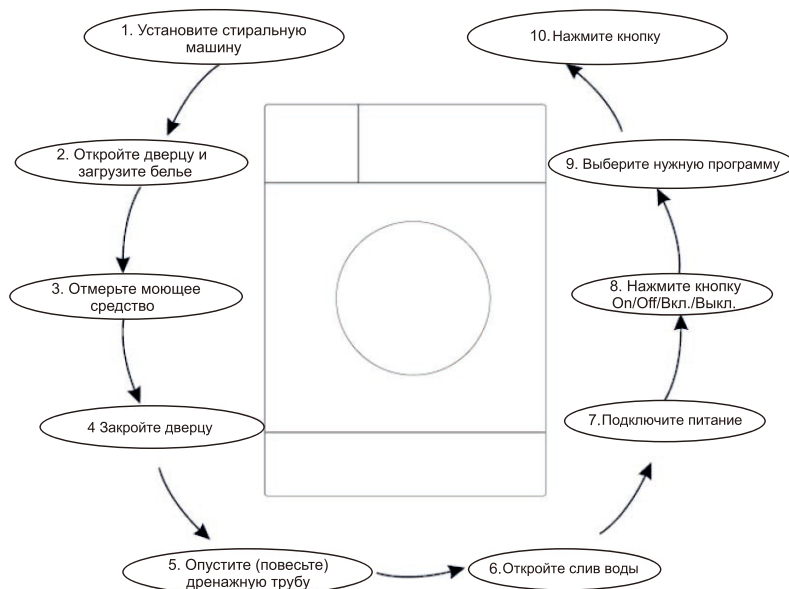 1. Установите стиральную
машину
2. Откройте дверцу и
загрузите белье
3. Отмерьте моющее
средство
4 Закройте дверцу
5. Опустите (повесьте)
дренажную трубу
6.Откройте слив воды
7.Подключите питание
8. Нажмите кнопку
On/Off/Вкл./Выкл.
9. Выберите нужную программу
10.Нажмите кнопку